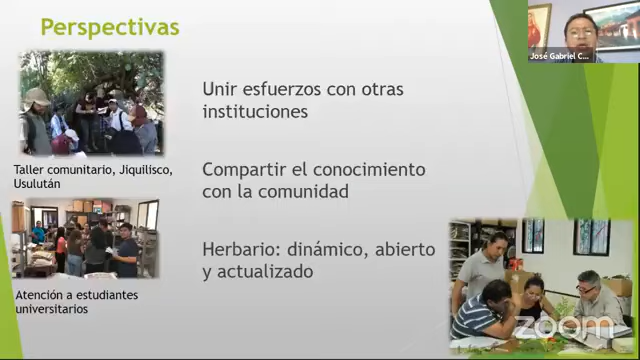 Perspectivas
José Gabriel C...
Unir esfuerzos con otras
instituciones
Taller comunitario, Jiquilisco,
Usulután
Compartir el conocimiento
con la comunidad
Herbario: dinámico, abierto
y actualizado
Atención a estudiantes
universitarios
zoom